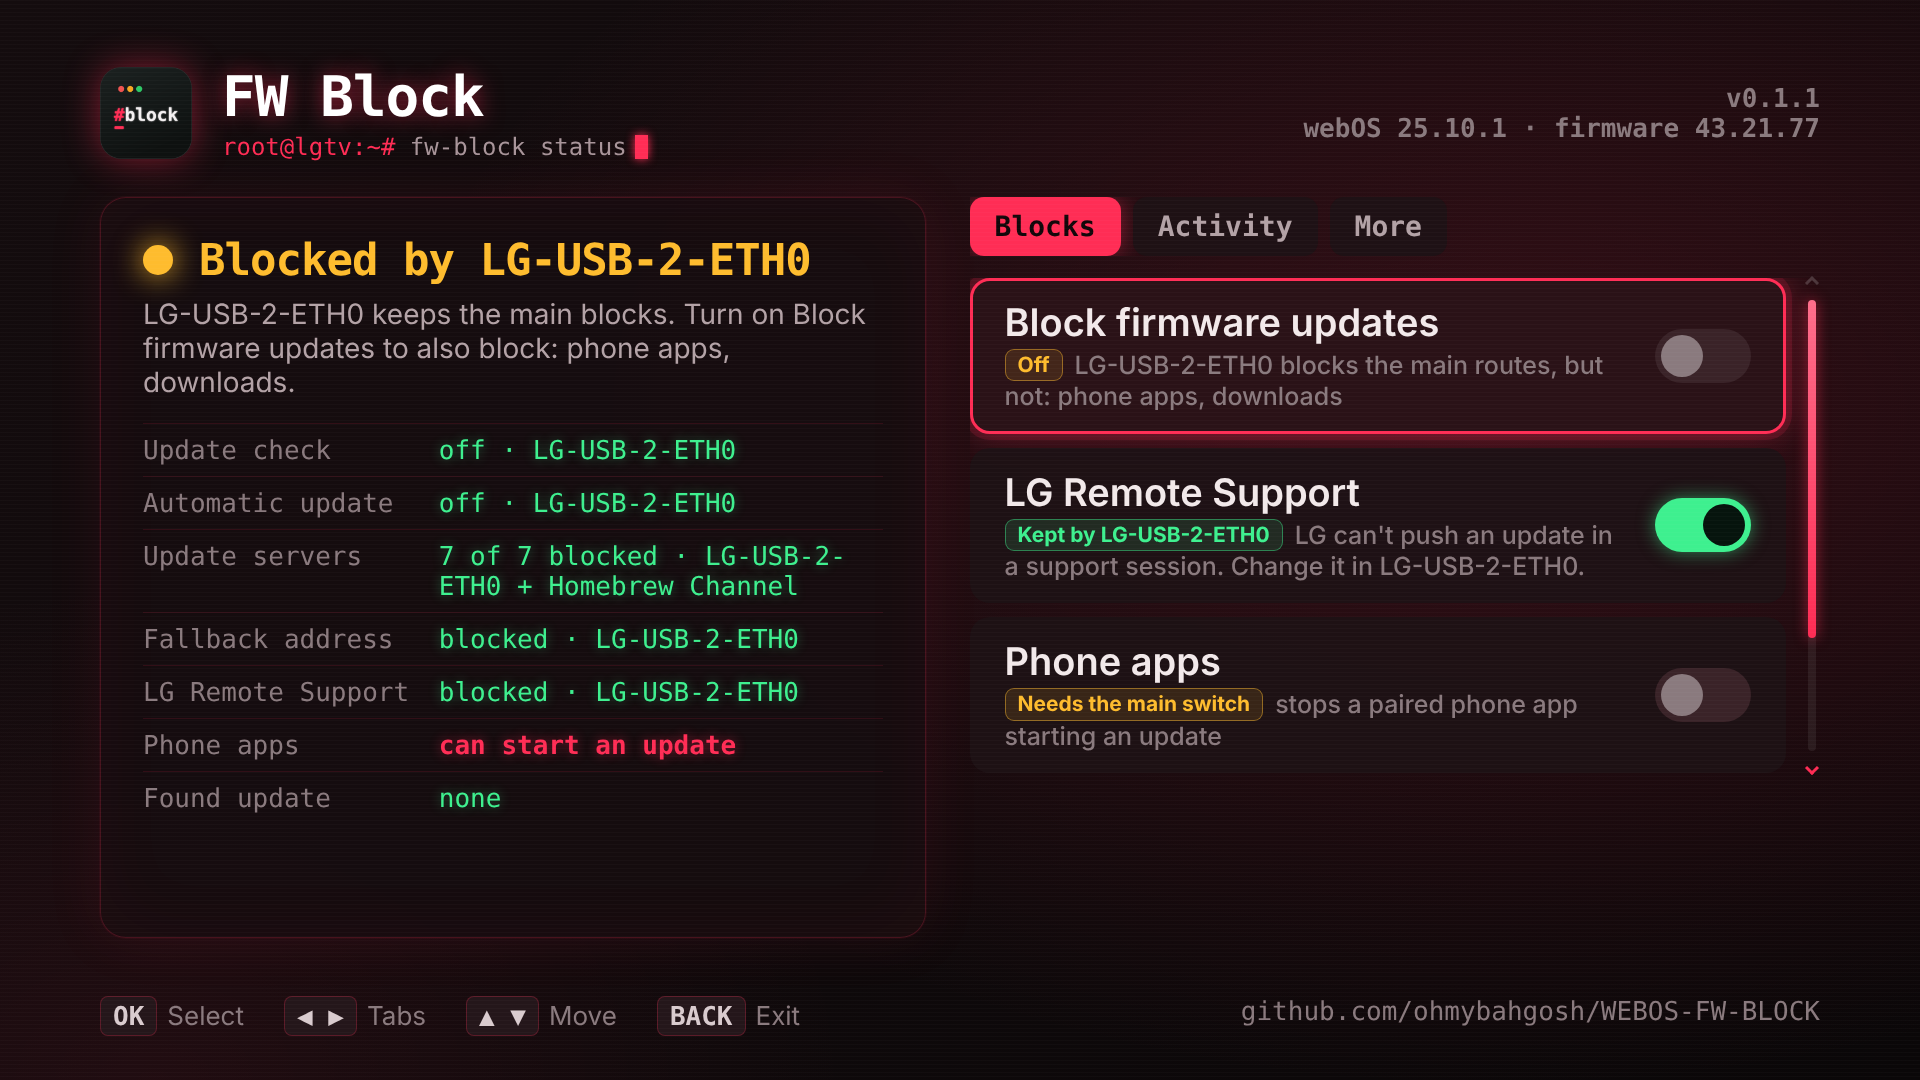 #block
FW Block
root@lgtv:~# fw-block status
v0.1.1
webOS 25.10.1 · firmware 43.21.77
Blocked by LG-USB-2-ETH0
LG-USB-2-ETH0 keeps the main blocks. Turn on Block
firmware updates to also block: phone apps,
downloads.
Update check off · LG-USB-2-ETH0
Automatic update off · LG-USB-2-ETH0
Update servers 7 of 7 blocked · LG-USB-2-
ETH0 + Homebrew Channel
Fallback address blocked · LG-USB-2-ETH0
LG Remote Support blocked · LG-USB-2-ETH0
Phone apps can start an update
Found update none
Blocks Activity More
Block firmware updates
Off LG-USB-2-ETH0 blocks the main routes, but
not: phone apps, downloads
LG Remote Support
Kept by LG-USB-2-ETH0 LG can't push an update in
a support session. Change it in LG-USB-2-ETH0.
Phone apps
Needs the main switch stops a paired phone app
starting an update
OK Select ◀ ▶ Tabs ▲ ▼ Move BACK Exit
github.com/ohmybahgosh/WEBOS-FW-BLOCK